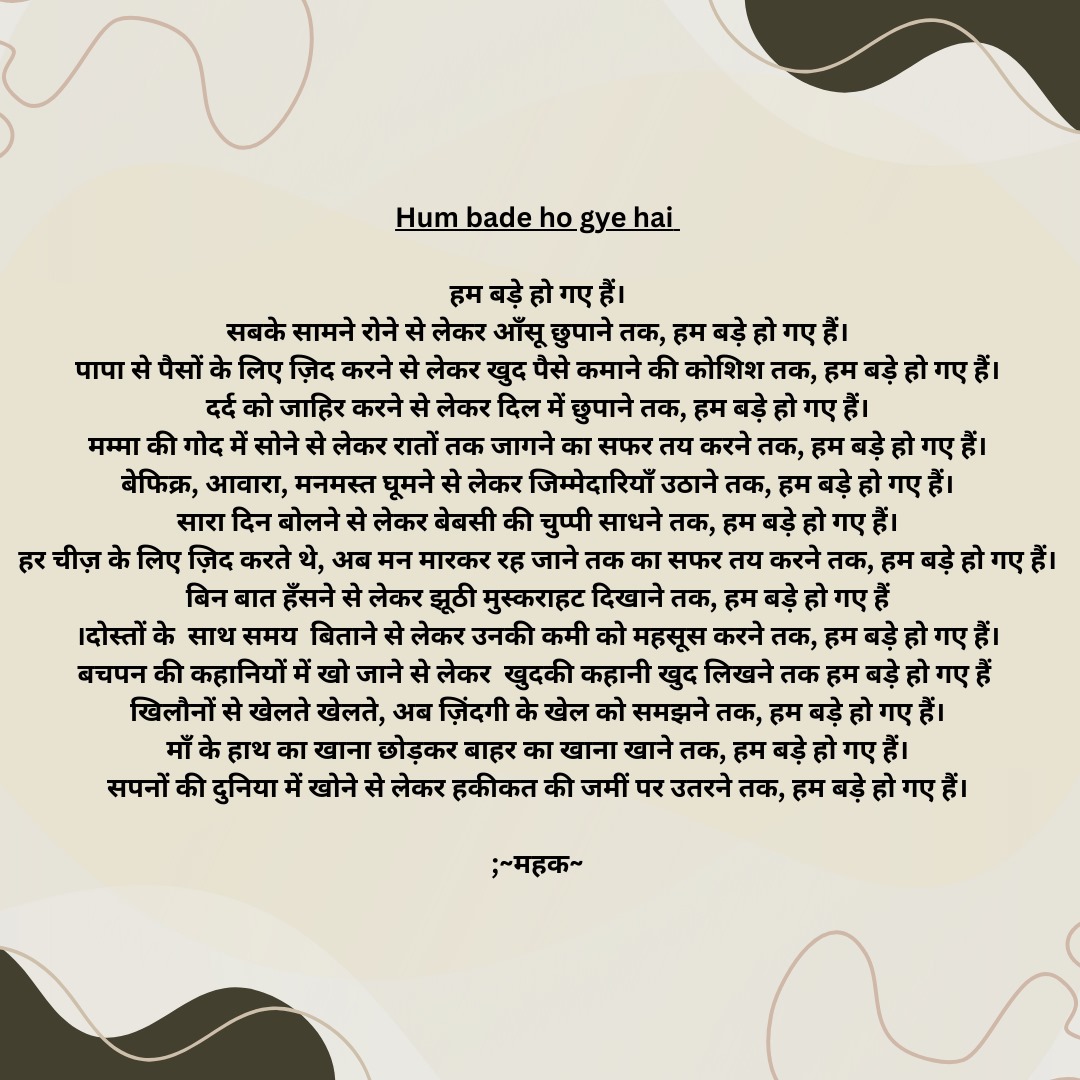 Hum bade ho gye hai
हम बड़े हो गए हैं।
सबके सामने रोने से लेकर आँसू छुपाने तक, हम बड़े हो गए हैं।
पापा से पैसों के लिए ज़िद करने से लेकर खुद पैसे कमाने की कोशिश तक, हम बड़े हो गए हैं।
दर्द को जाहिर करने से लेकर दिल में छुपाने तक, हम बड़े हो गए हैं।
मम्मा की गोद में सोने से लेकर रातों तक जागने का सफर तय करने तक, हम बड़े हो गए हैं।
बेफिक्र, आवारा, मनमस्त घूमने से लेकर जिम्मेदारियाँ उठाने तक, हम बड़े हो गए हैं।
सारा दिन बोलने से लेकर बेबसी की चुप्पी साधने तक, हम बड़े हो गए हैं।
हर चीज़ के लिए ज़िद करते थे, अब मन मारकर रह जाने तक का सफर तय करने तक, हम बड़े हो गए हैं।
बिन बात हँसने से लेकर झूठी मुस्कराहट दिखाने तक, हम बड़े हो गए हैं
।दोस्तों के  साथ समय  बिताने से लेकर उनकी कमी को महसूस करने तक, हम बड़े हो गए हैं।
बचपन की कहानियों में खो जाने से लेकर  खुदकी कहानी खुद लिखने तक हम बड़े हो गए हैं
खिलौनों से खेलते खेलते, अब ज़िंदगी के खेल को समझने तक, हम बड़े हो गए हैं।
माँ के हाथ का खाना छोड़कर बाहर का खाना खाने तक, हम बड़े हो गए हैं।
सपनों की दुनिया में खोने से लेकर हकीकत की जमीं पर उतरने तक, हम बड़े हो गए हैं।
;~महक~